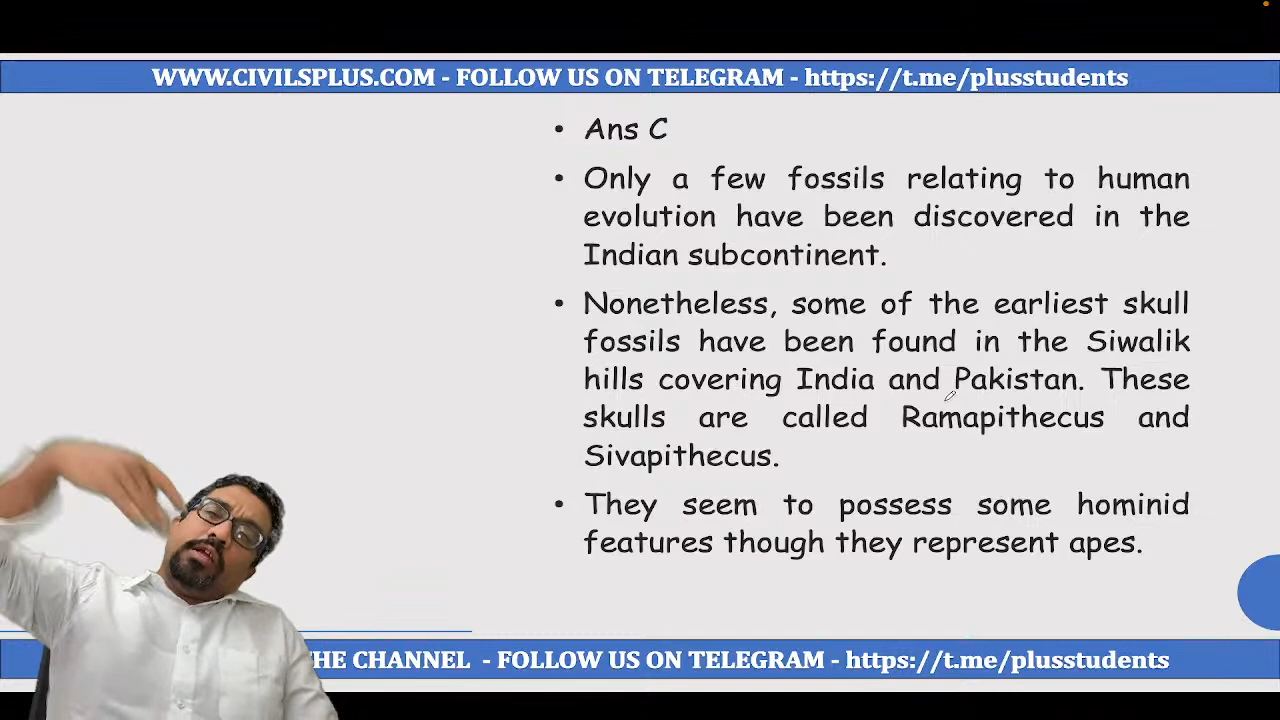 WWW.CIVILSPLUS.COM - FOLLOW US ON TELEGRAM - https://t.me/plusstudents
• Ans C
• Only a few fossils relating to human
evolution have been discovered in the
Indian subcontinent.
• Nonetheless, some of the earliest skull
fossils have been found in the Siwalik
hills covering India and Pakistan. These
skulls are called Ramapithecus and
Sivapithecus.
• They seem to possess some hominid
features though they represent apes.
THE CHANNEL - FOLLOW US ON TELEGRAM - https://t.me/plusstudents